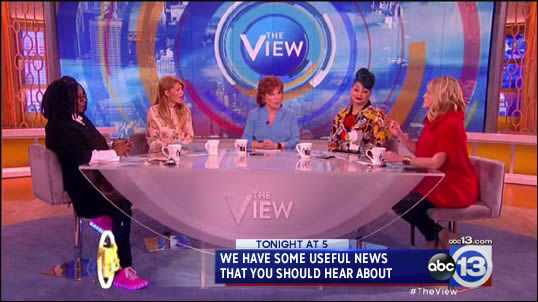 THE
VIEW
THE
VIEW
abc13.com
TONIGHT AT 5
WE HAVE SOME USEFUL NEWS
THAT YOU SHOULD HEAR ABOUT
abc 13
#TheView